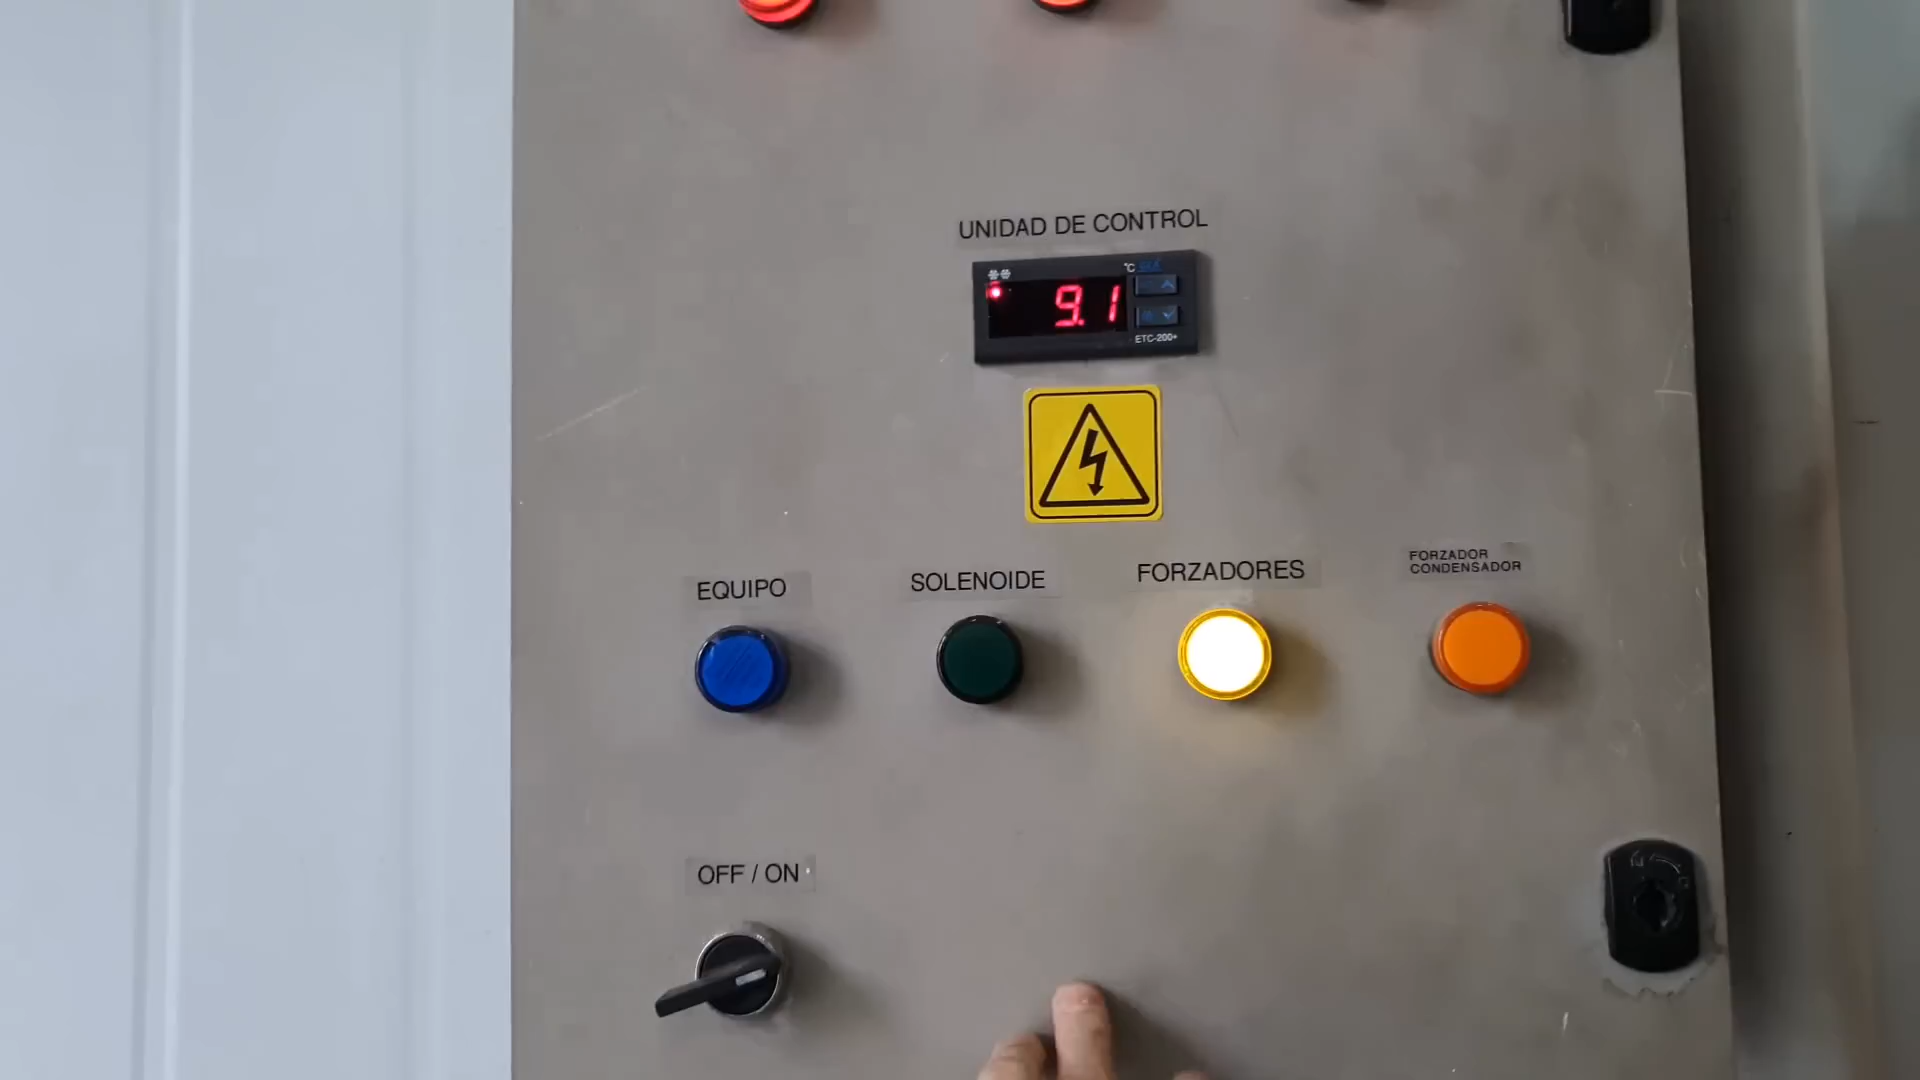 UNIDAD DE CONTROL
°C
9.1
ETC-200+
EQUIPO
SOLENOIDE
FORZADORES
FORZADOR
CONDENSADOR
OFF / ON